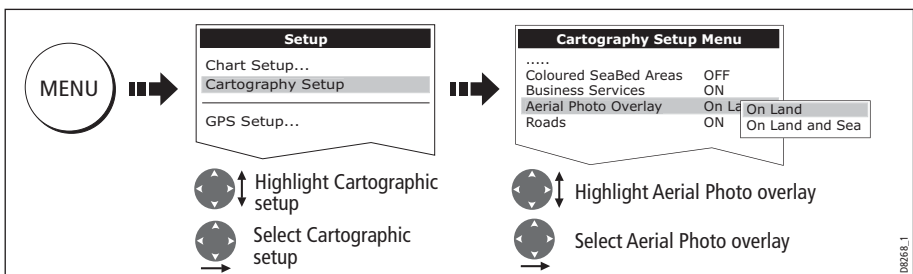 MENU
Setup
Chart Setup...
Cartography Setup
GPS Setup...
Highlight Cartographic
setup
Select Cartographic
setup
Cartography Setup Menu
.....
Coloured SeaBed Areas OFF
Business Services ON
Aerial Photo Overlay On La
Roads ON
On Land
On Land and Sea
Highlight Aerial Photo overlay
Select Aerial Photo overlay
D8268_1